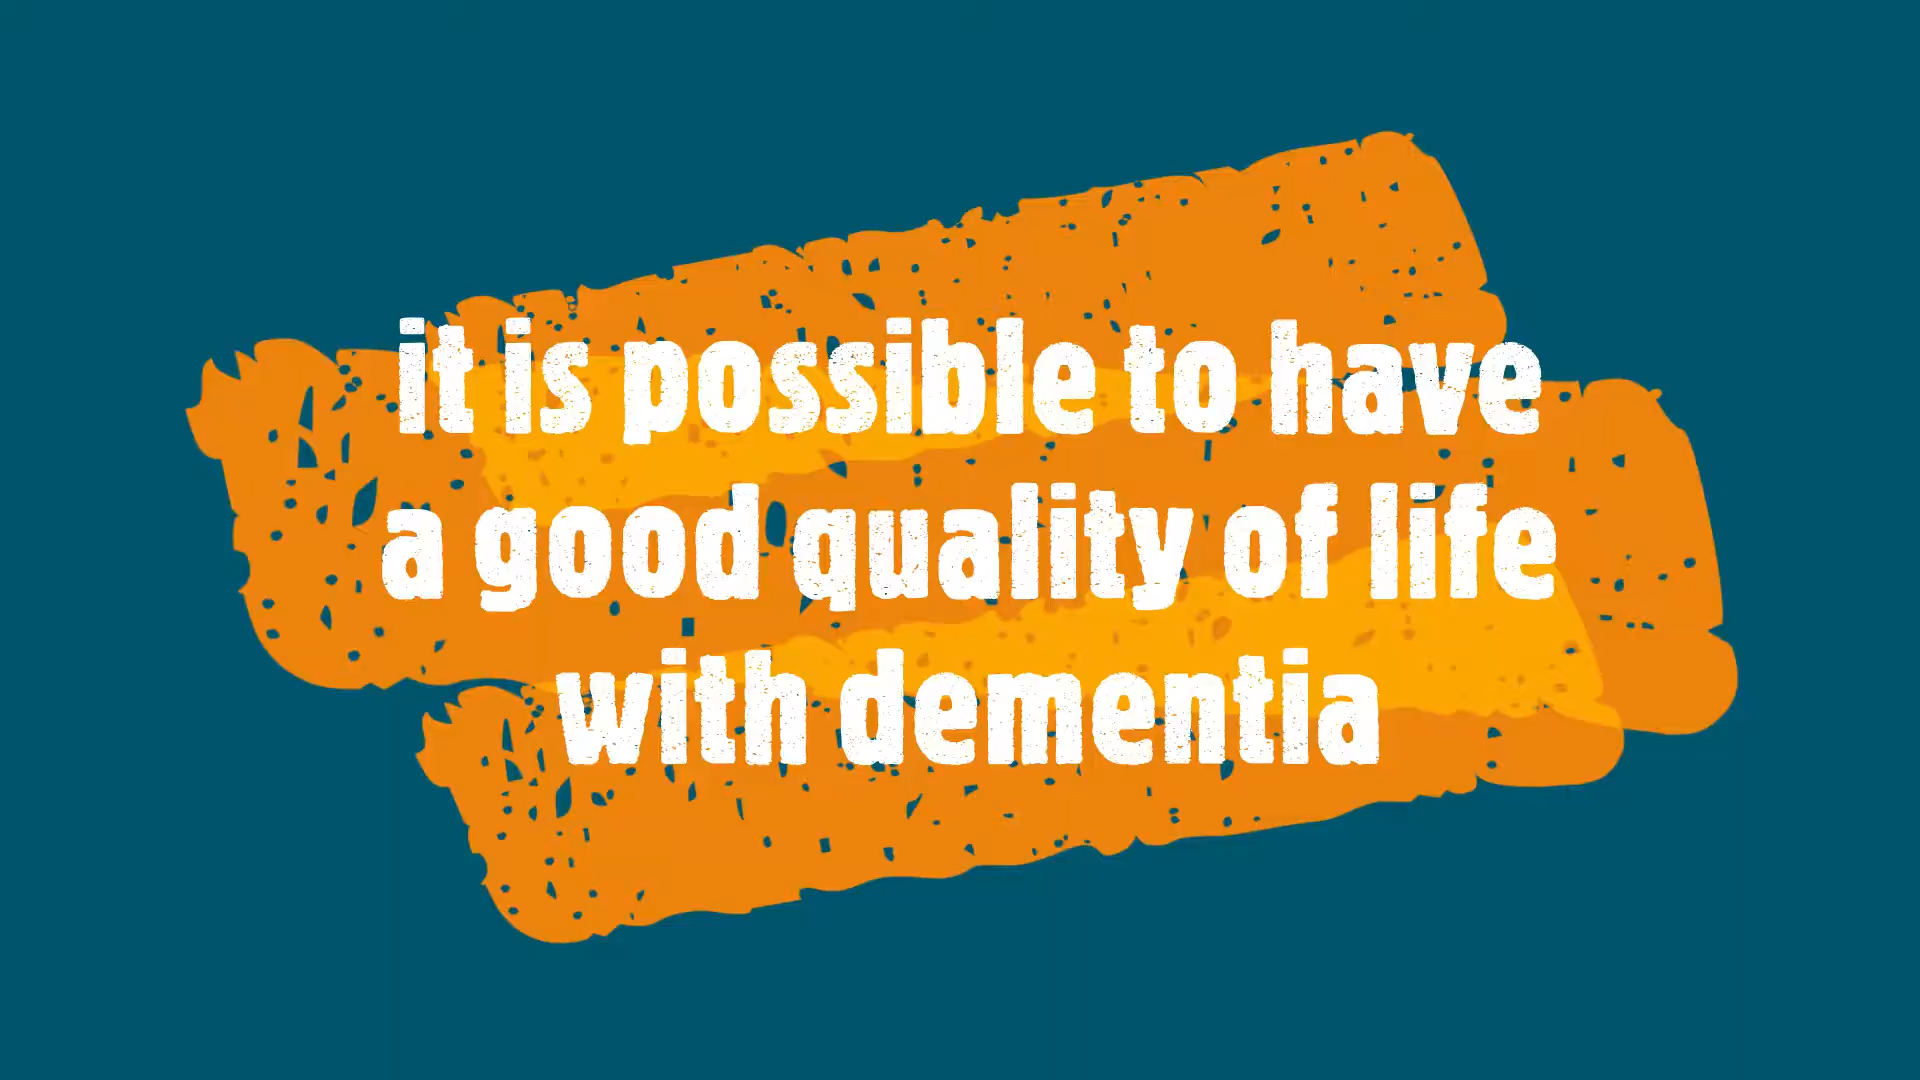 it is possible to have
a good quality of life
with dementia